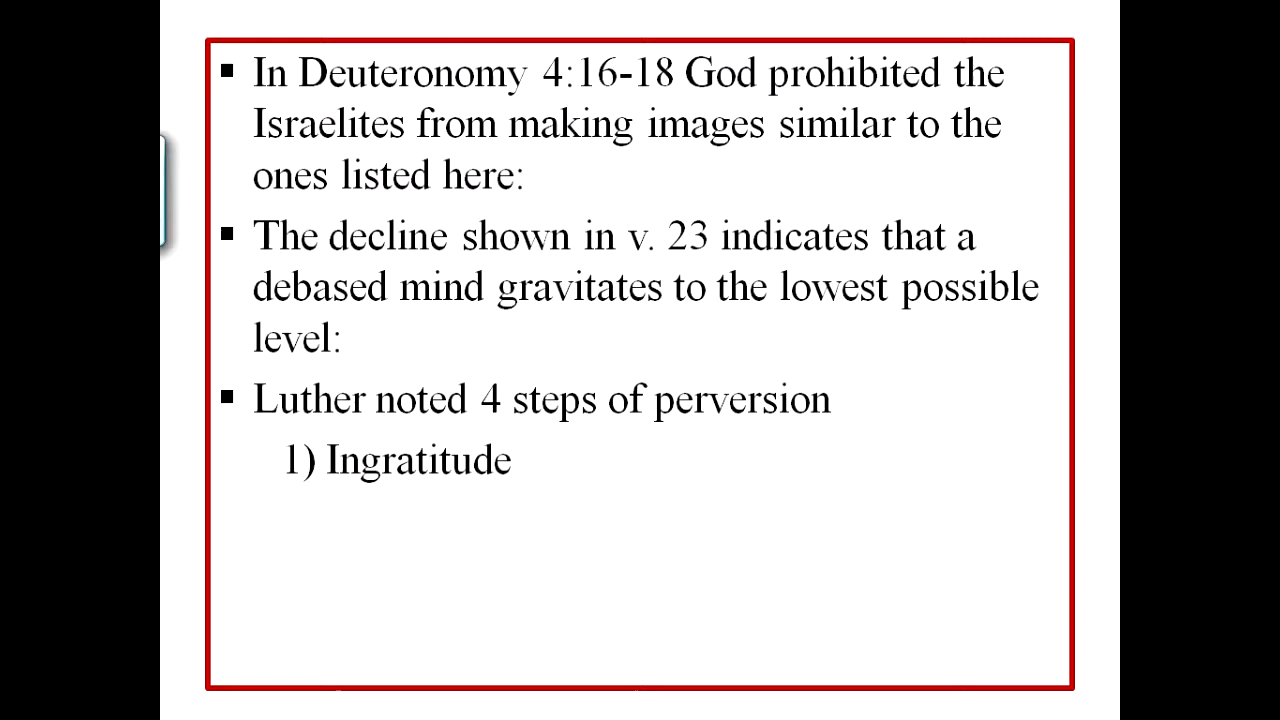 ▪ In Deuteronomy 4:16-18 God prohibited the
Israelites from making images similar to the
ones listed here:
▪ The decline shown in v. 23 indicates that a
debased mind gravitates to the lowest possible
level:
▪ Luther noted 4 steps of perversion
1) Ingratitude